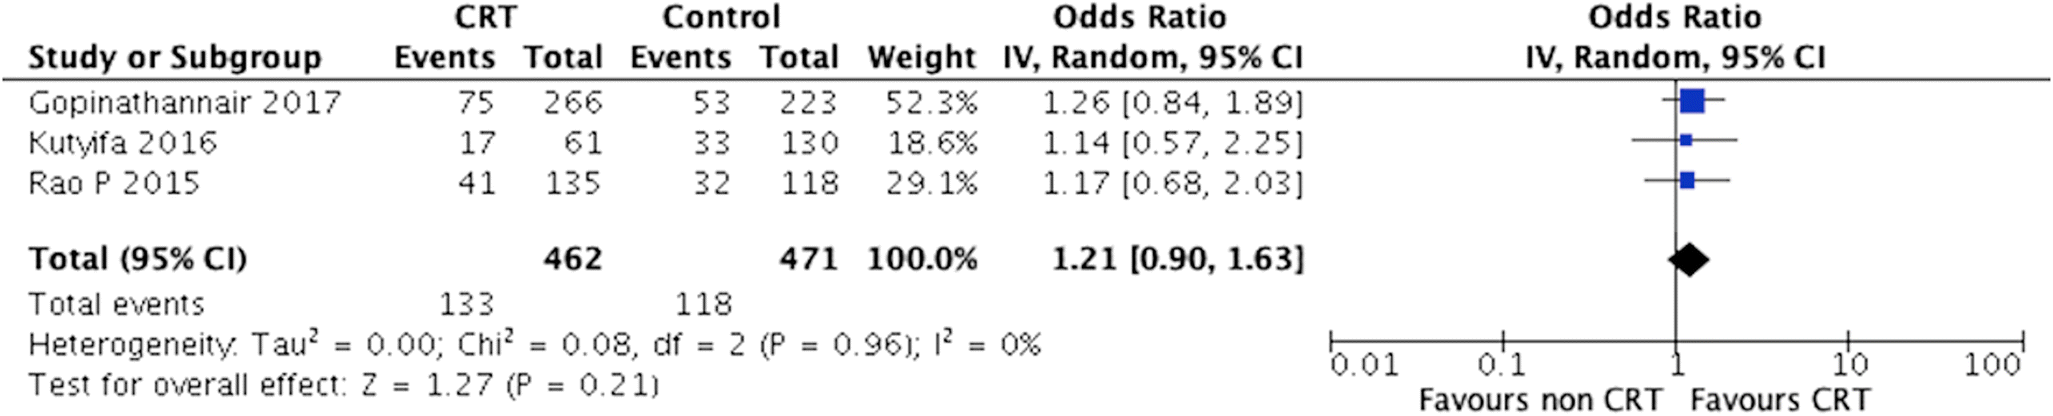 CRT Control Odds Ratio Odds Ratio
Study or Subgroup Events Total Events Total Weight IV, Random, 95% CI IV, Random, 95% CI
Gopinathannair 2017 75 266 53 223 52.3% 1.26 [0.84, 1.89]
Kutyifa 2016 17 61 33 130 18.6% 1.14 [0.57, 2.25]
Rao P 2015 41 135 32 118 29.1% 1.17 [0.68, 2.03]
Total (95% CI) 462 471 100.0% 1.21 [0.90, 1.63]
Total events 133 118
Heterogeneity: Tau² = 0.00; Chi² = 0.08, df = 2 (P = 0.96); I² = 0%
Test for overall effect: Z = 1.27 (P = 0.21)
0.01 0.1 1 10 100
Favours non CRT Favours CRT